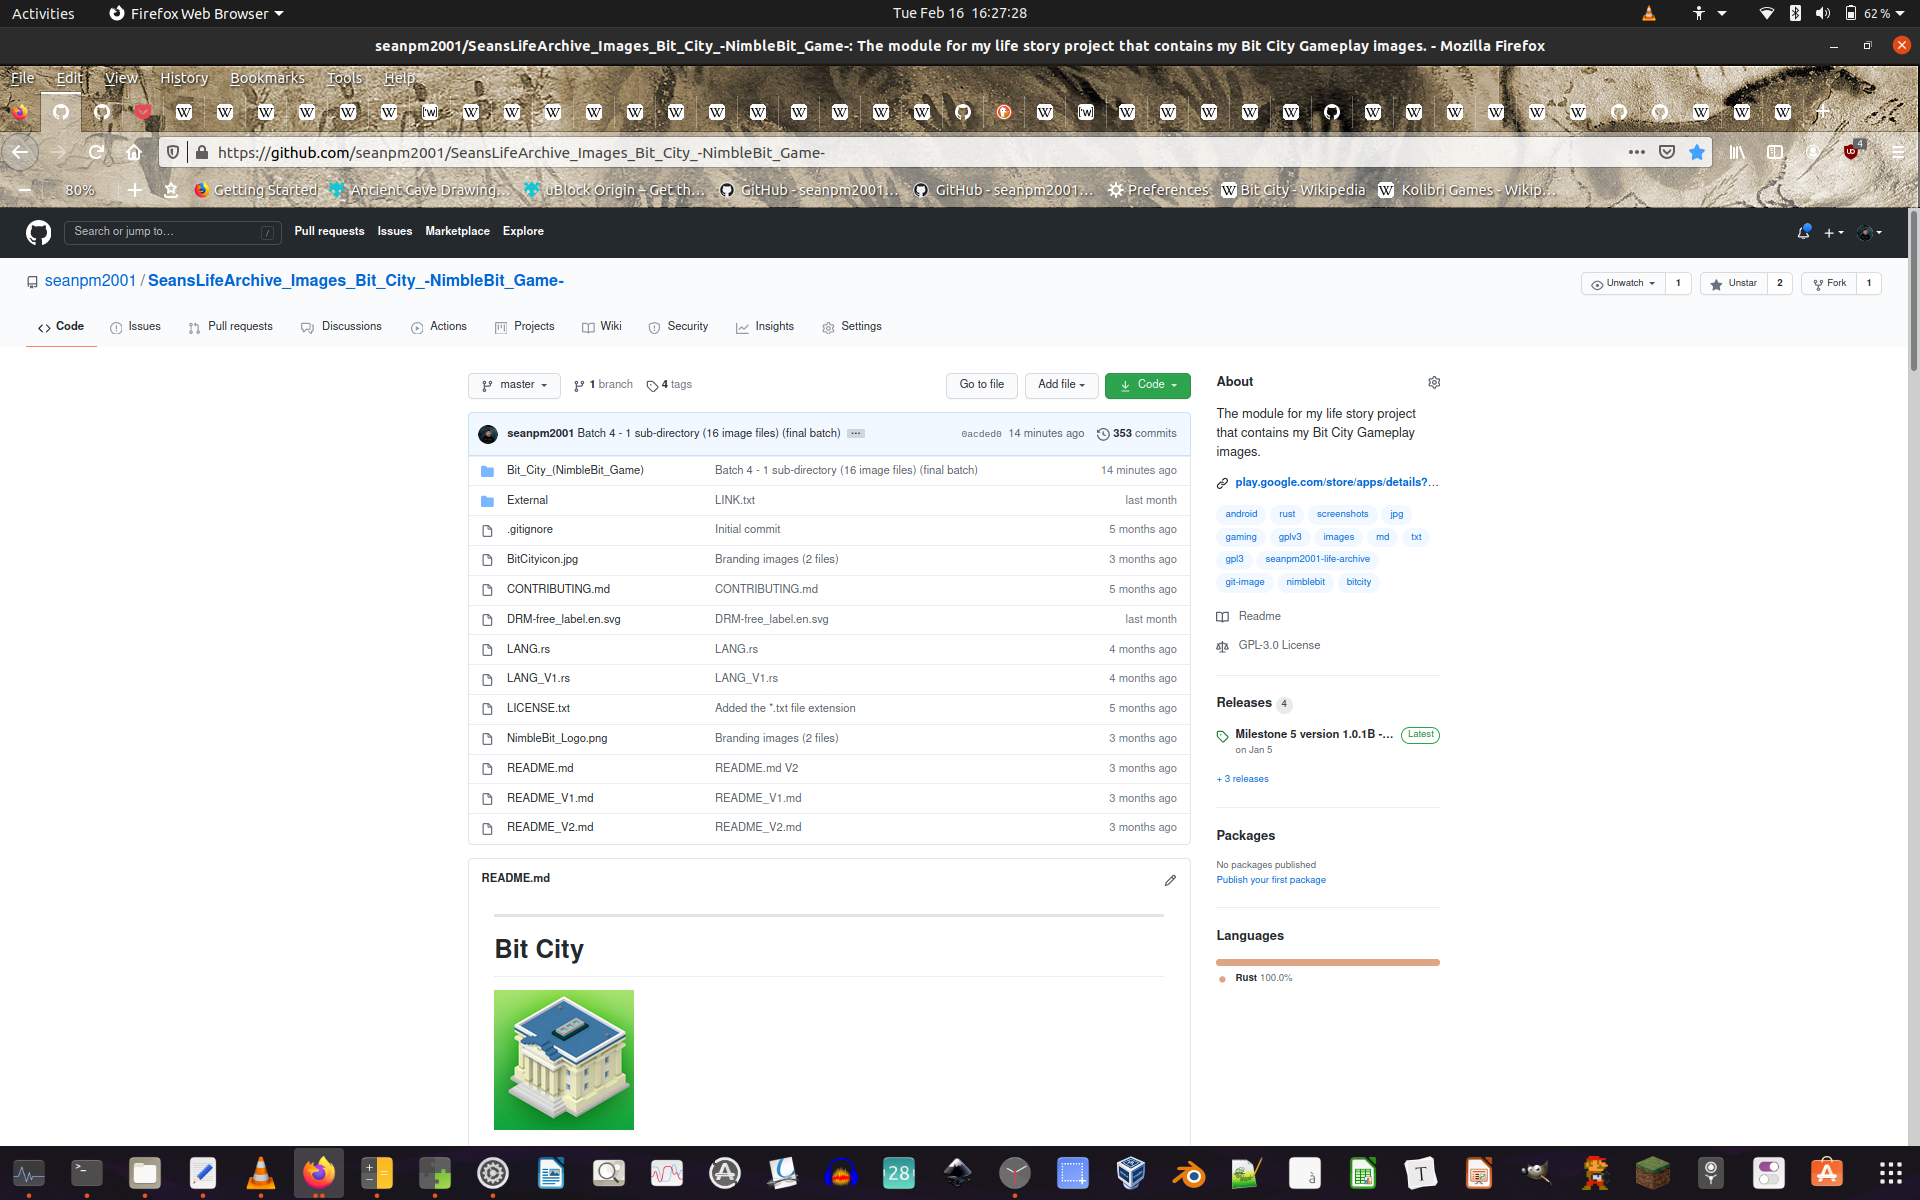 Activities Firefox Web Browser Tue Feb 16 16:27:28 62 %
seanpm2001/SeansLifeArchive_Images_Bit_City_-NimbleBit_Game-: The module for my life story project that contains my Bit City Gameplay images. - Mozilla Firefox
File Edit View History Bookmarks Tools Help
https://github.com/seanpm2001/SeansLifeArchive_Images_Bit_City_-NimbleBit_Game- 4
80% Getting Started Ancient Cave Drawing… uBlock Origin – Get th… GitHub - seanpm2001… GitHub - seanpm2001… Preferences Bit City - Wikipedia Kolibri Games - Wikip…
Search or jump to… / Pull requests Issues Marketplace Explore
seanpm2001 / SeansLifeArchive_Images_Bit_City_-NimbleBit_Game- Unwatch 1 Unstar 2 Fork 1
Code Issues Pull requests Discussions Actions Projects Wiki Security Insights Settings
master 1 branch 4 tags Go to file Add file Code
seanpm2001 Batch 4 - 1 sub-directory (16 image files) (final batch) 0acded0 14 minutes ago 353 commits
Bit_City_(NimbleBit_Game) Batch 4 - 1 sub-directory (16 image files) (final batch) 14 minutes ago
External LINK.txt last month
.gitignore Initial commit 5 months ago
BitCityicon.jpg Branding images (2 files) 3 months ago
CONTRIBUTING.md CONTRIBUTING.md 5 months ago
DRM-free_label.en.svg DRM-free_label.en.svg last month
LANG.rs LANG.rs 4 months ago
LANG_V1.rs LANG_V1.rs 4 months ago
LICENSE.txt Added the *.txt file extension 5 months ago
NimbleBit_Logo.png Branding images (2 files) 3 months ago
README.md README.md V2 3 months ago
README_V1.md README_V1.md 3 months ago
README_V2.md README_V2.md 3 months ago
README.md
Bit City
About
The module for my life story project
that contains my Bit City Gameplay
images.
play.google.com/store/apps/details?…
android rust screenshots jpg
gaming gplv3 images md txt
gpl3 seanpm2001-life-archive
git-image nimblebit bitcity
Readme
GPL-3.0 License
Releases 4
Milestone 5 version 1.0.1B -… Latest
on Jan 5
+ 3 releases
Packages
No packages published
Publish your first package
Languages
Rust 100.0%
28